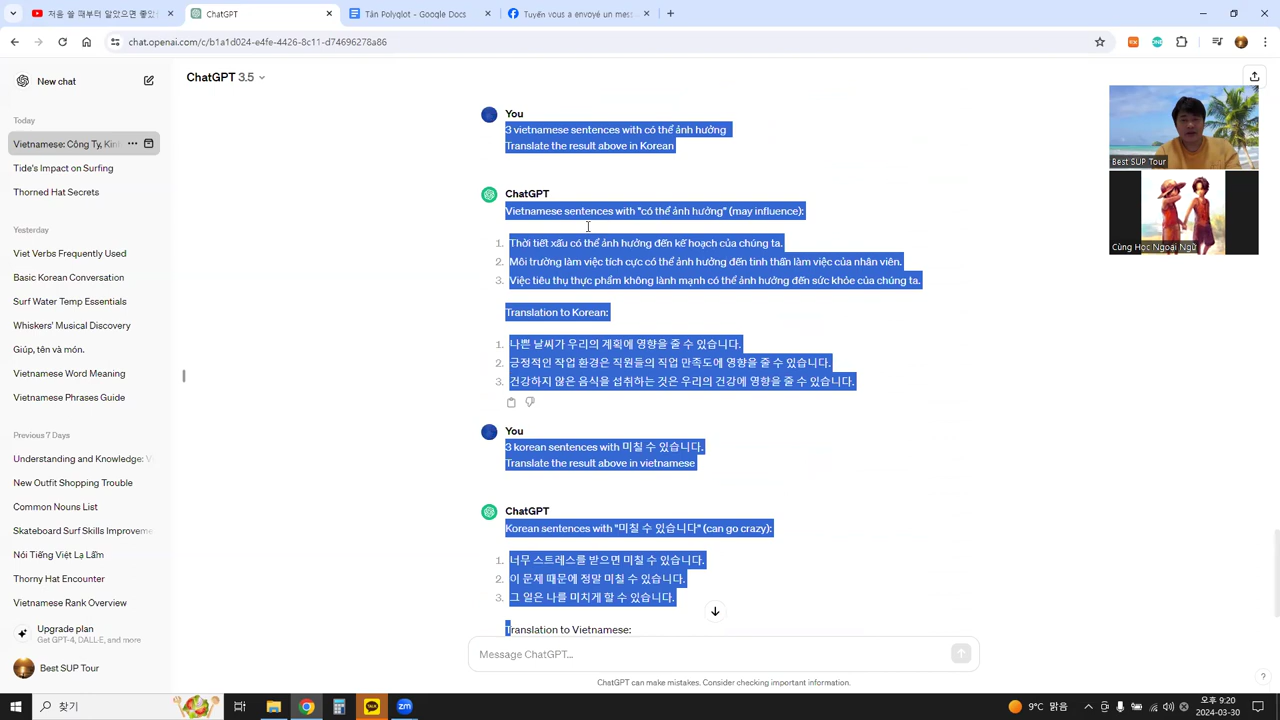 처음 쓸 때부터 알았으면 좋았
ChatGPT
Tân Polyglot - Google Docs
Tuyến vous a envoyé un mess
chat.openai.com/c/b1a1d024-e4fe-4426-8c11-d74696278a86
New chat
ChatGPT 3.5
Today
Vietnamese: Công Ty, Kinh
Tide's Impact on Surfing
Thorned Hat Secrets
Yesterday
Viet Verbs Frequently Used
Basic Korean Conversation
Surf Water Temp Essentials
Whiskers' Musical Discovery
Giúp, tên và món.
Vietnamese Word Meaning
Vietnamese Phrases Guide
Previous 7 Days
Understanding and Knowledge: V
New Outfit Shopping Trouble
Common Nouns List
Skateboard Surf Skills Improveme
Nói Tiếng Việt Lạ Lắm
Thorny Hat Encounter
Vietnamese Rank Overview
Upgrade plan
Get GPT-4, DALL·E, and more
Best SUP Tour
You
3 vietnamese sentences with có thể ảnh hưởng
Translate the result above in Korean
ChatGPT
Vietnamese sentences with "có thể ảnh hưởng" (may influence):
1. Thời tiết xấu có thể ảnh hưởng đến kế hoạch của chúng ta.
2. Môi trường làm việc tích cực có thể ảnh hưởng đến tinh thần làm việc của nhân viên.
3. Việc tiêu thụ thực phẩm không lành mạnh có thể ảnh hưởng đến sức khỏe của chúng ta.
Translation to Korean:
1. 나쁜 날씨가 우리의 계획에 영향을 줄 수 있습니다.
2. 긍정적인 작업 환경은 직원들의 직업 만족도에 영향을 줄 수 있습니다.
3. 건강하지 않은 음식을 섭취하는 것은 우리의 건강에 영향을 줄 수 있습니다.
You
3 korean sentences with 미칠 수 있습니다.
Translate the result above in vietnamese
ChatGPT
Korean sentences with "미칠 수 있습니다" (can go crazy):
1. 너무 스트레스를 받으면 미칠 수 있습니다.
2. 이 문제 때문에 정말 미칠 수 있습니다.
3. 그 일은 나를 미치게 할 수 있습니다.
Translation to Vietnamese:
Message ChatGPT...
ChatGPT can make mistakes. Consider checking important information.
?
Best SUP Tour
Cùng Học Ngoại Ngữ
찾기
TALK
zm
9°C 맑음
오후 9:20
2024-03-30